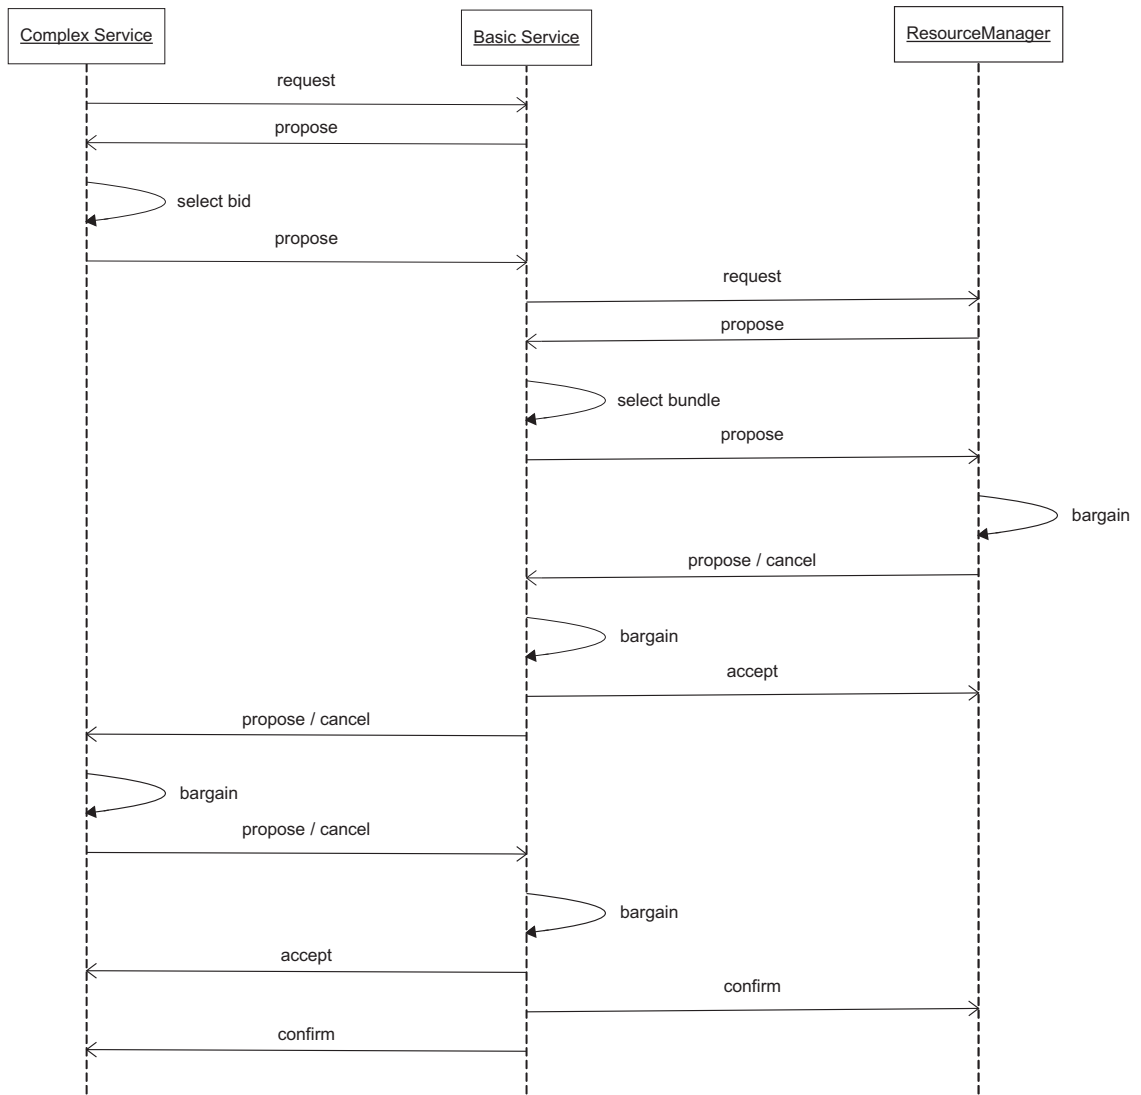 Complex Service
Basic Service
ResourceManager
request
propose
select bid
propose
request
propose
select bundle
propose
bargain
propose / cancel
bargain
accept
propose / cancel
bargain
propose / cancel
bargain
accept
confirm
confirm